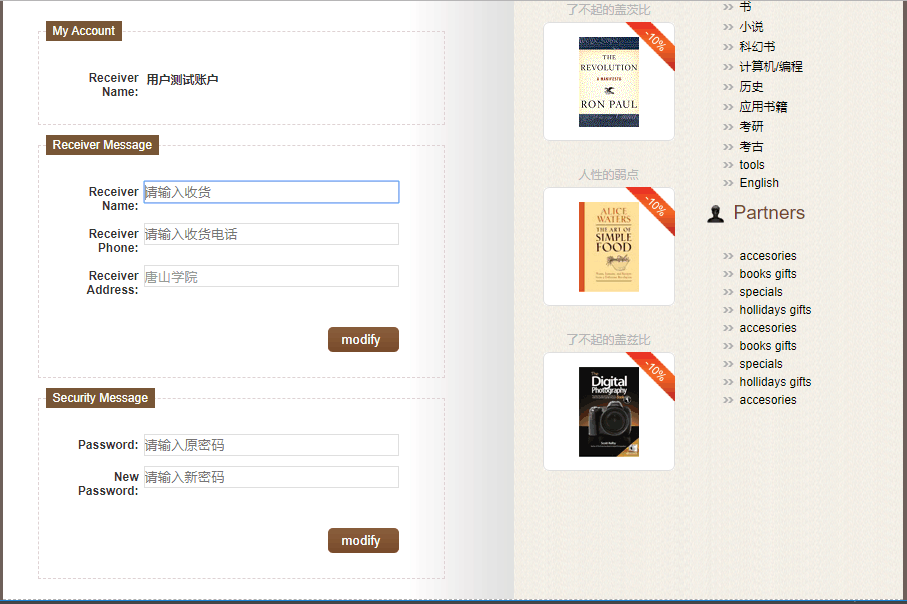 My Account
Receiver
Name:
用户测试账户
Receiver Message
Receiver
Name:
请输入收货
Receiver
Phone:
请输入收货电话
Receiver
Address:
唐山学院
modify
Security Message
Password:
请输入原密码
New
Password:
请输入新密码
modify
了不起的盖茨比
-10%
THE
REVOLUTION
A MANIFESTO
RON PAUL
人性的弱点
-10%
ALICE
WATERS
THE ART OF
SIMPLE
FOOD
了不起的盖兹比
-10%
The
Digital
Photography
Scott Kelby
书
小说
科幻书
计算机/编程
历史
应用书籍
考研
考古
tools
English
Partners
accesories
books gifts
specials
hollidays gifts
accesories
books gifts
specials
hollidays gifts
accesories